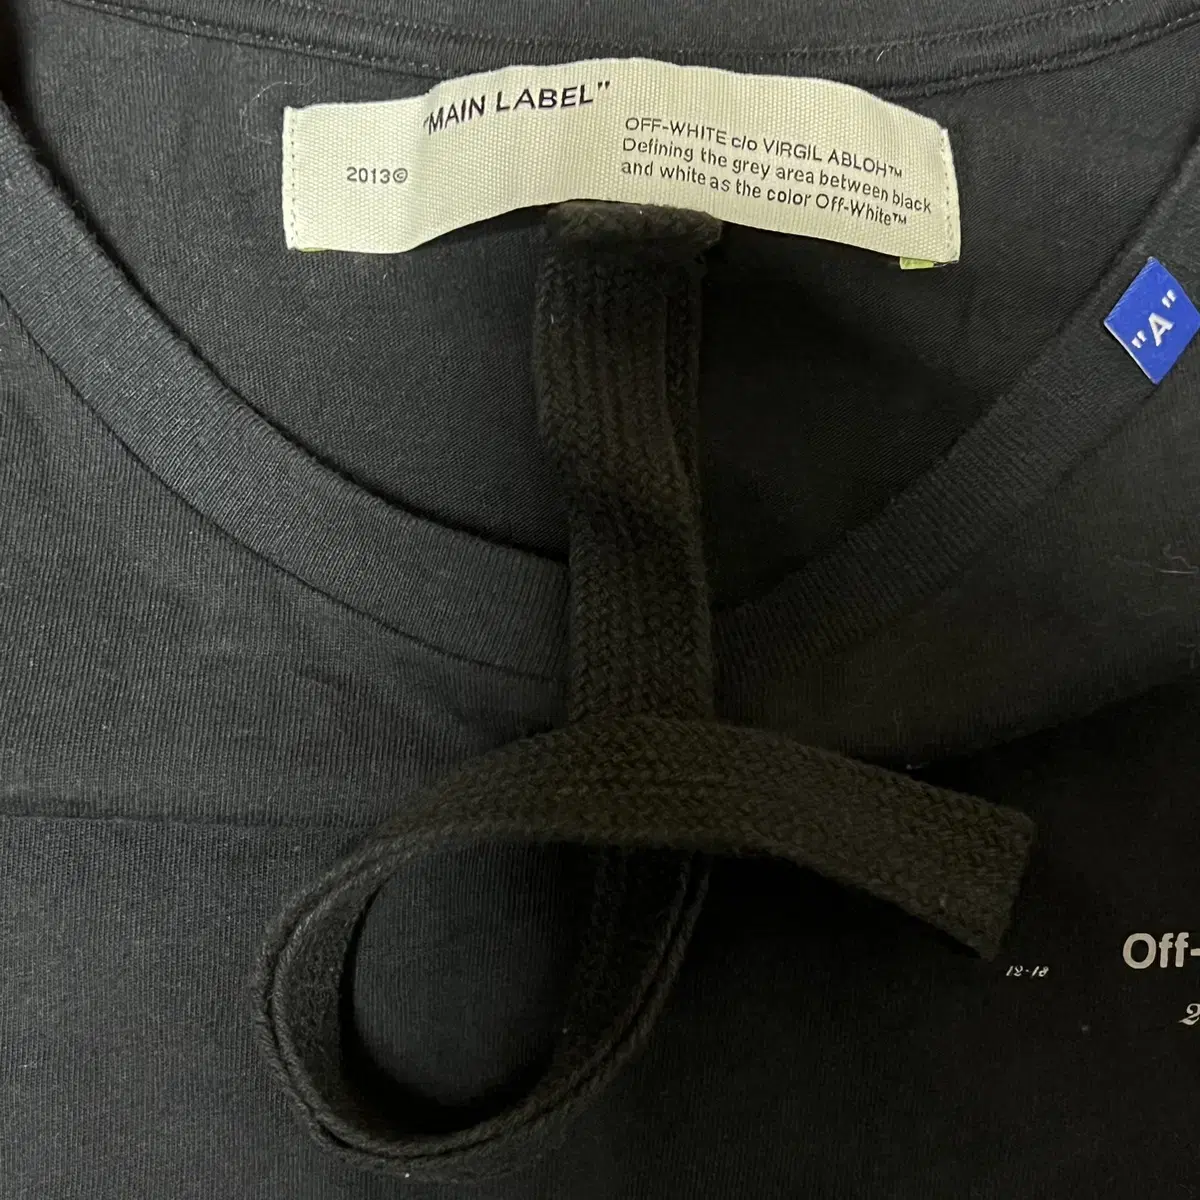 "MAIN LABEL"
2013©
OFF-WHITE c/o VIRGIL ABLOH™
Defining the grey area between black
and white as the color Off-White™
"A"
Off-
12-18
2